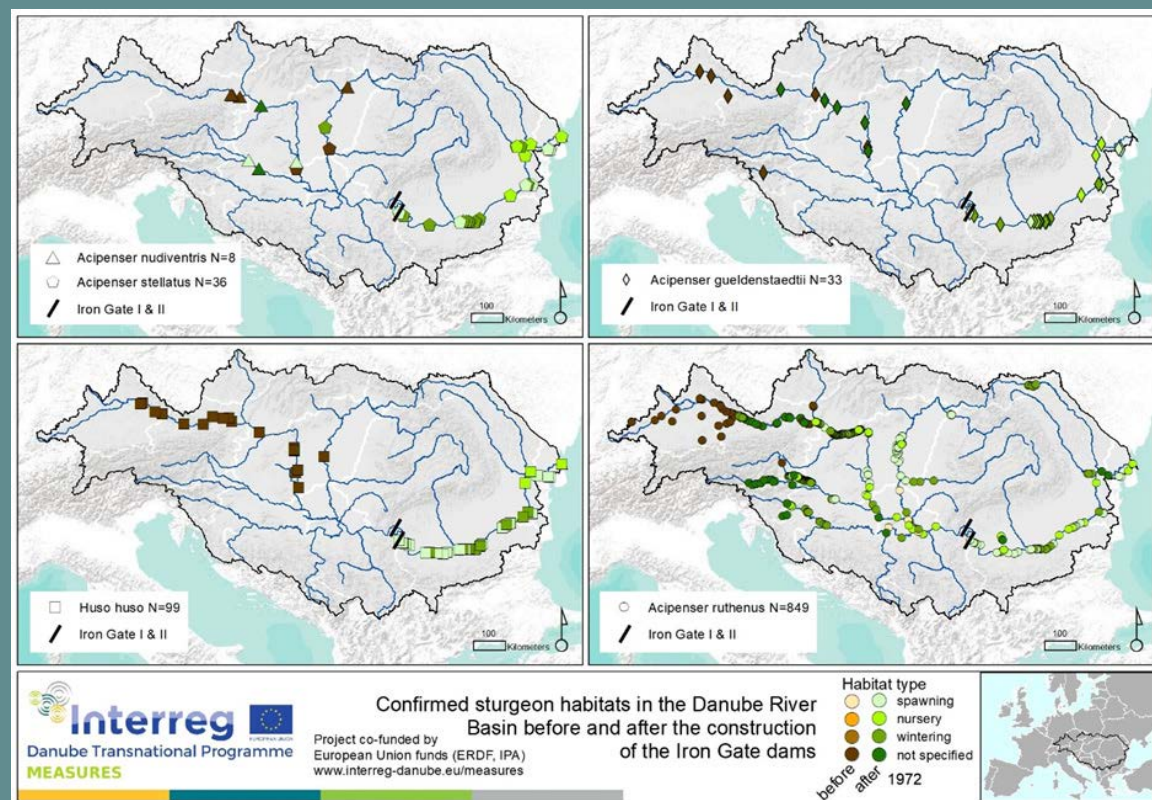 Acipenser nudiventris N=8
Acipenser stellatus N=36
Iron Gate I & II
100
Kilometers
Acipenser gueldenstaedtii N=33
Iron Gate I & II
100
Kilometers
Huso huso N=99
Iron Gate I & II
100
Kilometers
Acipenser ruthenus N=849
Iron Gate I & II
100
Kilometers
Interreg
EUROPEAN UNION
Danube Transnational Programme
MEASURES
Project co-funded by
European Union funds (ERDF, IPA)
www.interreg-danube.eu/measures
Confirmed sturgeon habitats in the Danube River
Basin before and after the construction
of the Iron Gate dams
Habitat type
spawning
nursery
wintering
not specified
before after 1972